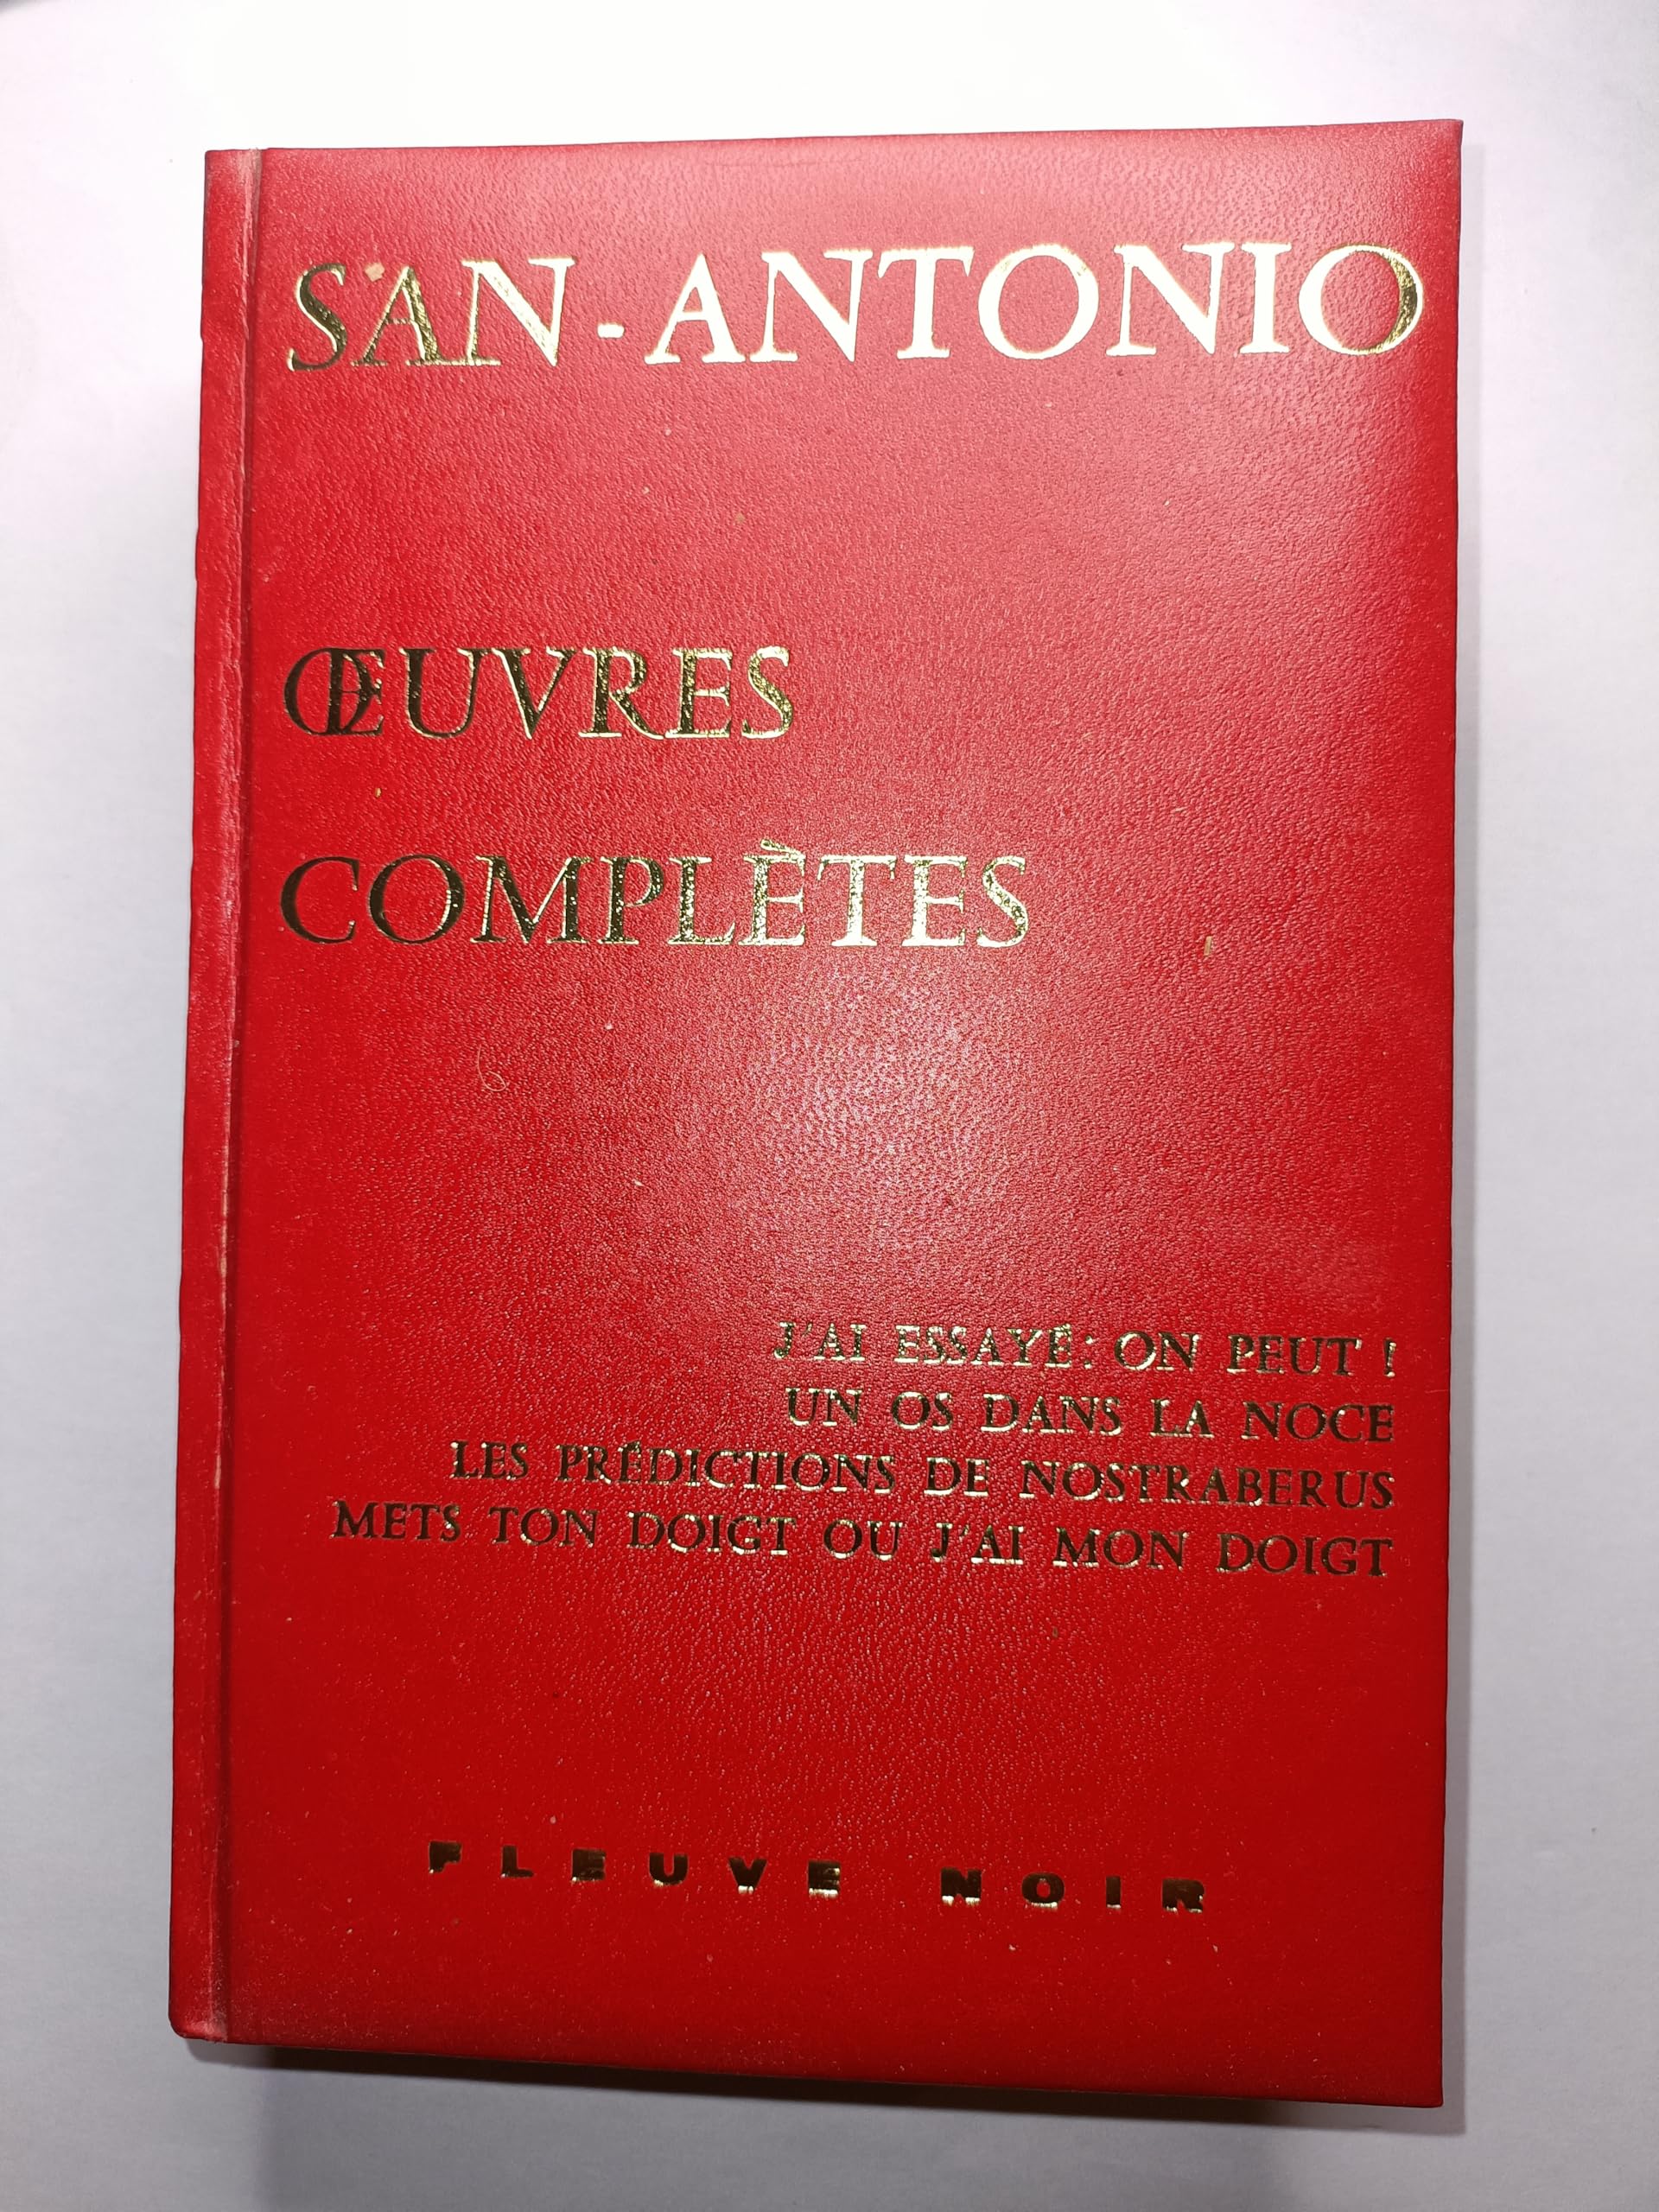 SAN-ANTONIO
ŒUVRES
COMPLÈTES
J'AI ESSAYÉ: ON PEUT !
UN OS DANS LA NOCE
LES PRÉDICTIONS DE NOSTRABERUS
METS TON DOIGT OU J'AI MON DOIGT
FLEUVE NOIR